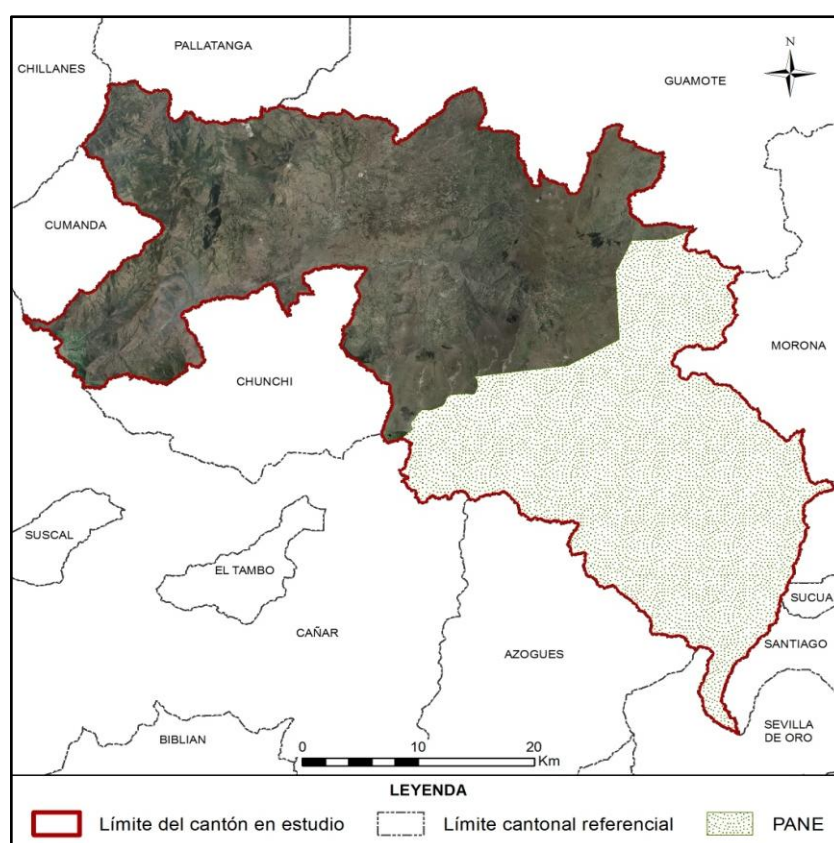 PALLATANGA
CHILLANES
N
GUAMOTE
CUMANDA
MORONA
CHUNCHI
SUSCAL
EL TAMBO
SUCUA
CAÑAR
SANTIAGO
AZOGUES
SEVILLA
DE ORO
BIBLIAN
0 10 20
Km
LEYENDA
Límite del cantón en estudio Límite cantonal referencial PANE